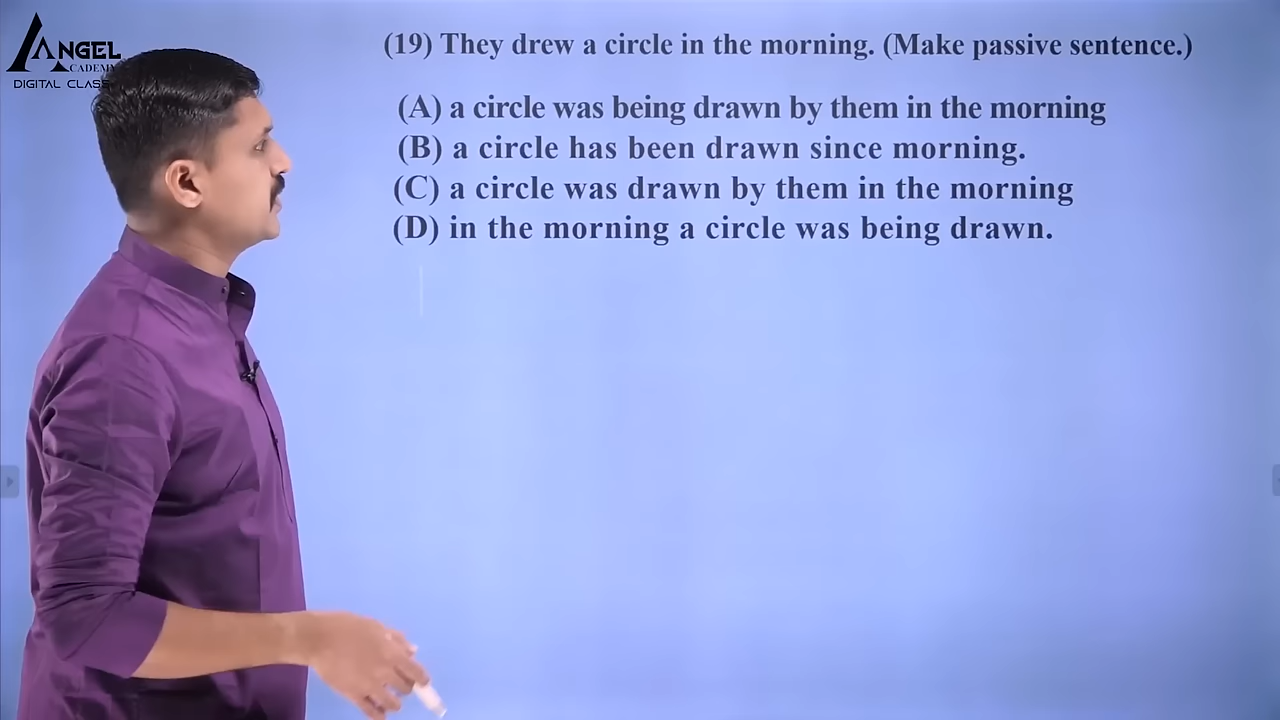 ANGEL
ACADEMY
DIGITAL CLASS
(19) They drew a circle in the morning. (Make passive sentence.)
(A) a circle was being drawn by them in the morning
(B) a circle has been drawn since morning.
(C) a circle was drawn by them in the morning
(D) in the morning a circle was being drawn.